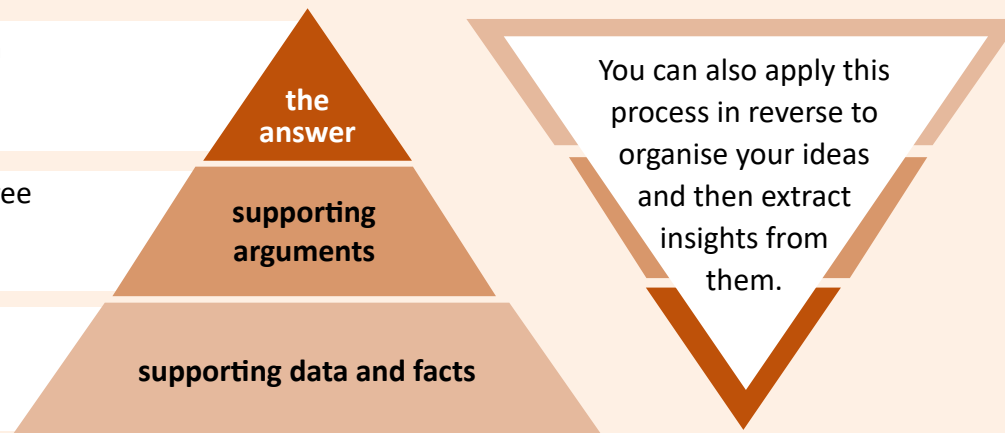 the
answer
ee
supporting
arguments
supporting data and facts
You can also apply this
process in reverse to
organise your ideas
and then extract
insights from
them.